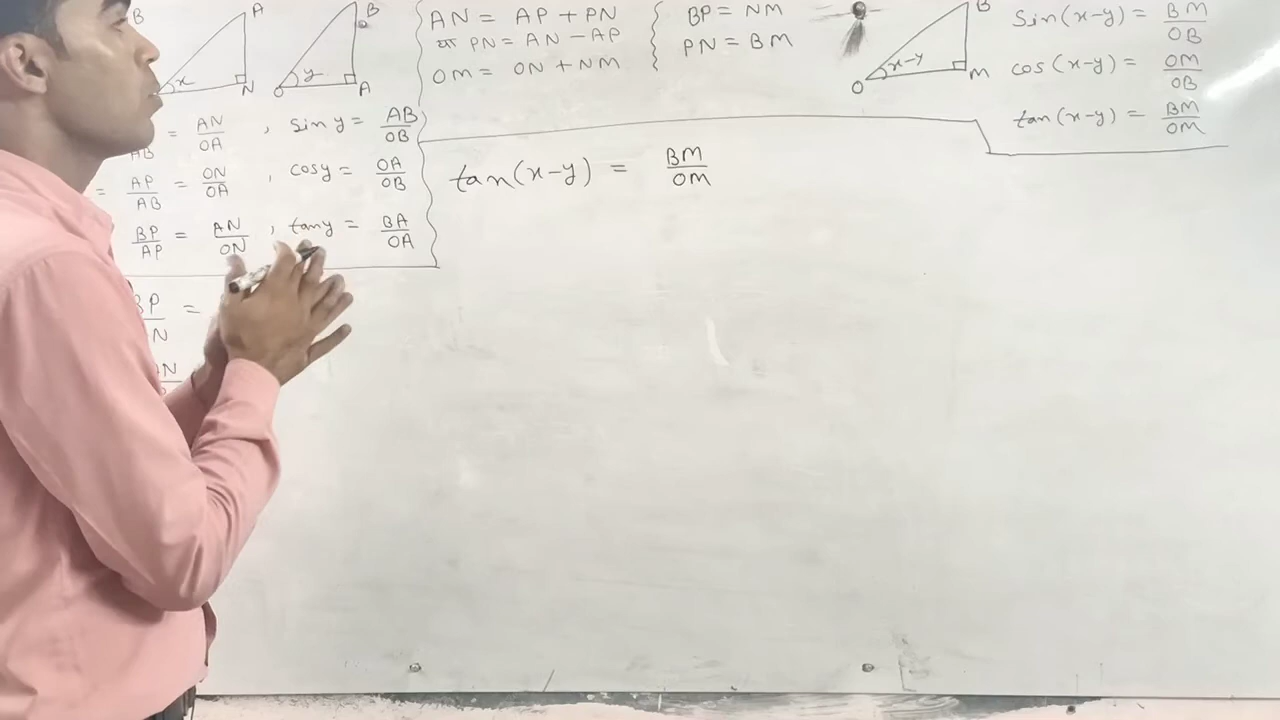 B
A
x
N
B
y
O
A
AN = AP + PN
या PN = AN - AP
OM = ON + NM
BP = NM
PN = BM
B
x-y
O
M
sin(x-y) = BM/OB
cos(x-y) = OM/OB
tan(x-y) = BM/OM
AB = AN/OA , sin y = AB/OB
= AP/AB = ON/OA , cos y = OA/OB
BP/AP = AN/ON , tan y = BA/OA
tan(x-y) = BM/OM
BP/ N =
N